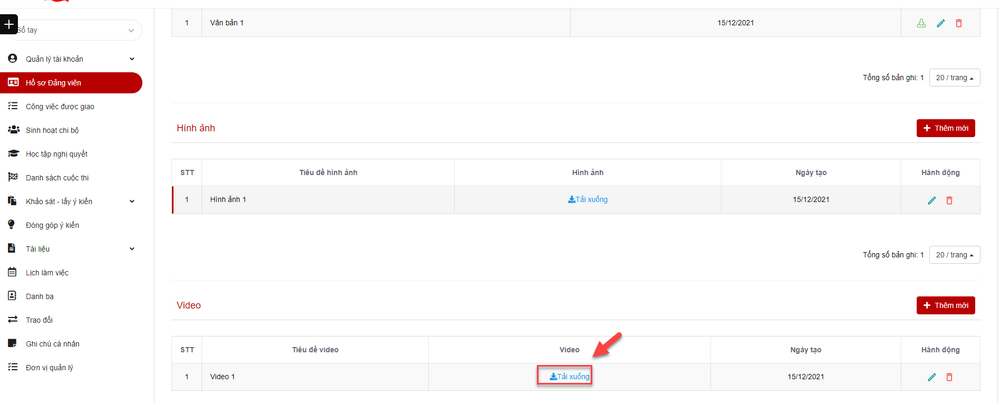 Sổ tay
Quản lý tài khoản
Hồ sơ Đảng viên
Công việc được giao
Sinh hoạt chi bộ
Học tập nghị quyết
Danh sách cuộc thi
Khảo sát - lấy ý kiến
Đóng góp ý kiến
Tài liệu
Lịch làm việc
Danh bạ
Trao đổi
Ghi chú cá nhân
Đơn vị quản lý
1 Văn bản 1 15/12/2021
Tổng số bản ghi: 1 20 / trang
Hình ảnh Thêm mới
STT Tiêu đề hình ảnh Hình ảnh Ngày tạo Hành động
1 Hình ảnh 1 Tải xuống 15/12/2021
Tổng số bản ghi: 1 20 / trang
Video Thêm mới
STT Tiêu đề video Video Ngày tạo Hành động
1 Video 1 Tải xuống 15/12/2021